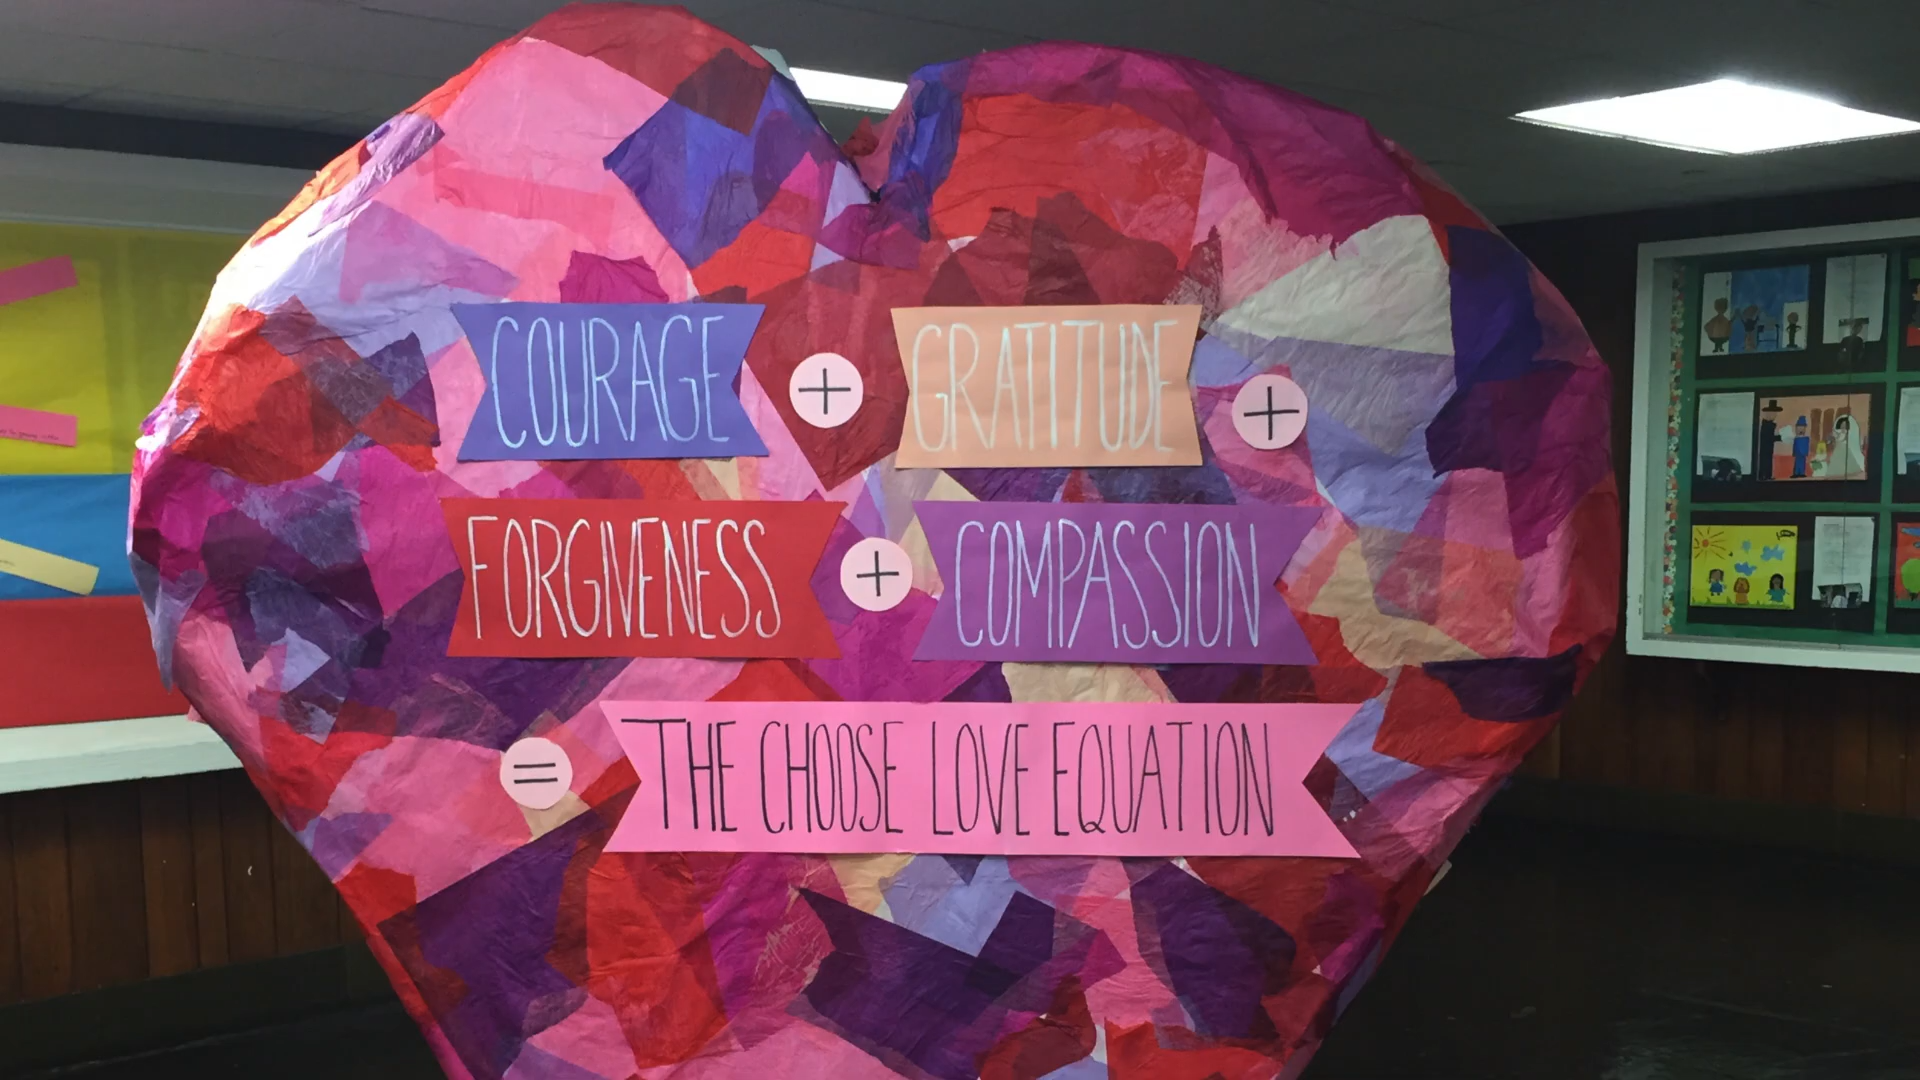 COURAGE + GRATITUDE +
FORGIVENESS + COMPASSION
= THE CHOOSE LOVE EQUATION